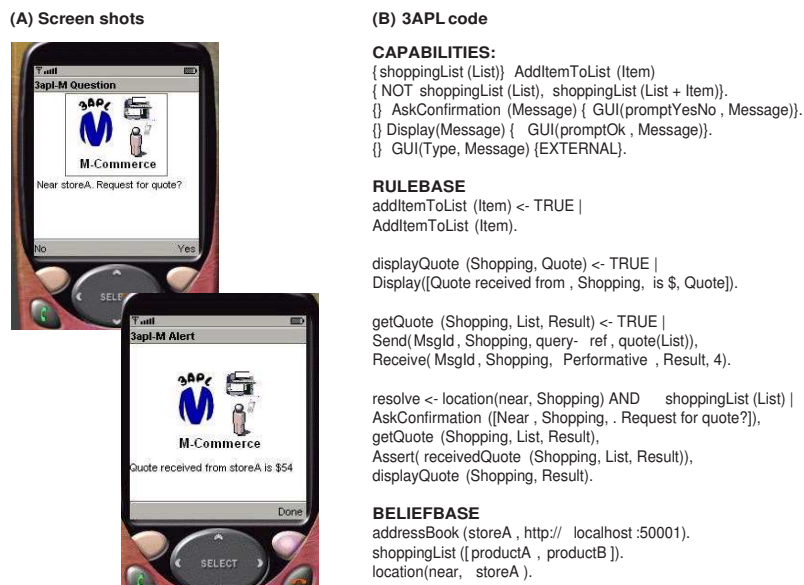 (A) Screen shots
3apl-M Question
3APL
M
M-Commerce
Near storeA. Request for quote?
No Yes
SELE
3apl-M Alert
3APL
M
M-Commerce
Quote received from storeA is $54
Done
SELECT
(B) 3APL code
CAPABILITIES:
{shoppingList (List)} AddItemToList (Item)
{ NOT shoppingList (List), shoppingList (List + Item)}.
{} AskConfirmation (Message) { GUI(promptYesNo , Message)}.
{} Display(Message) { GUI(promptOk , Message)}.
{} GUI(Type, Message) {EXTERNAL}.
RULEBASE
addItemToList (Item) <- TRUE |
AddItemToList (Item).
displayQuote (Shopping, Quote) <- TRUE |
Display([Quote received from , Shopping, is $, Quote]).
getQuote (Shopping, List, Result) <- TRUE |
Send(MsgId , Shopping, query- ref , quote(List)),
Receive( MsgId , Shopping, Performative , Result, 4).
resolve <- location(near, Shopping) AND shoppingList (List) |
AskConfirmation ([Near , Shopping, . Request for quote?]),
getQuote (Shopping, List, Result),
Assert( receivedQuote (Shopping, List, Result)),
displayQuote (Shopping, Result).
BELIEFBASE
addressBook (storeA , http:// localhost :50001).
shoppingList ([ productA , productB ]).
location(near, storeA ).